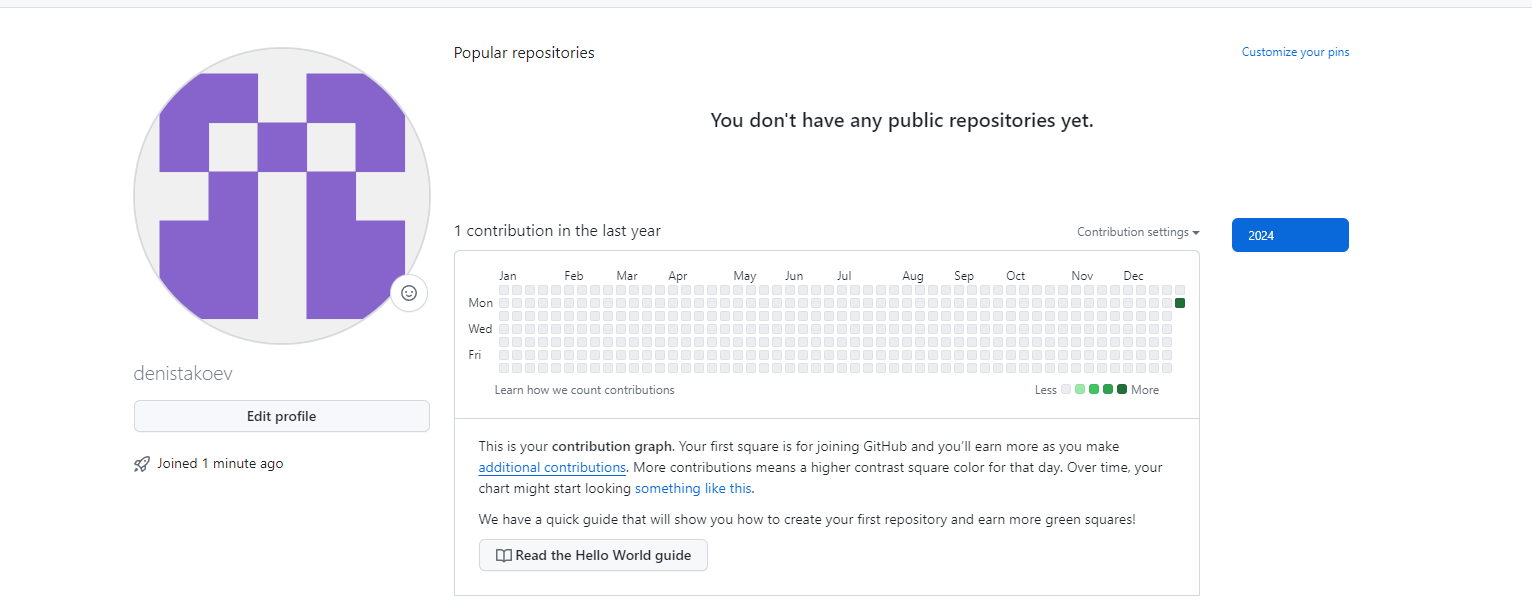 Popular repositories
Customize your pins
You don't have any public repositories yet.
1 contribution in the last year
Contribution settings
2024
Jan Feb Mar Apr May Jun Jul Aug Sep Oct Nov Dec
Mon
Wed
Fri
Learn how we count contributions
Less
More
denistakoev
Edit profile
Joined 1 minute ago
This is your contribution graph. Your first square is for joining GitHub and you'll earn more as you make
additional contributions. More contributions means a higher contrast square color for that day. Over time, your
chart might start looking something like this.
We have a quick guide that will show you how to create your first repository and earn more green squares!
Read the Hello World guide